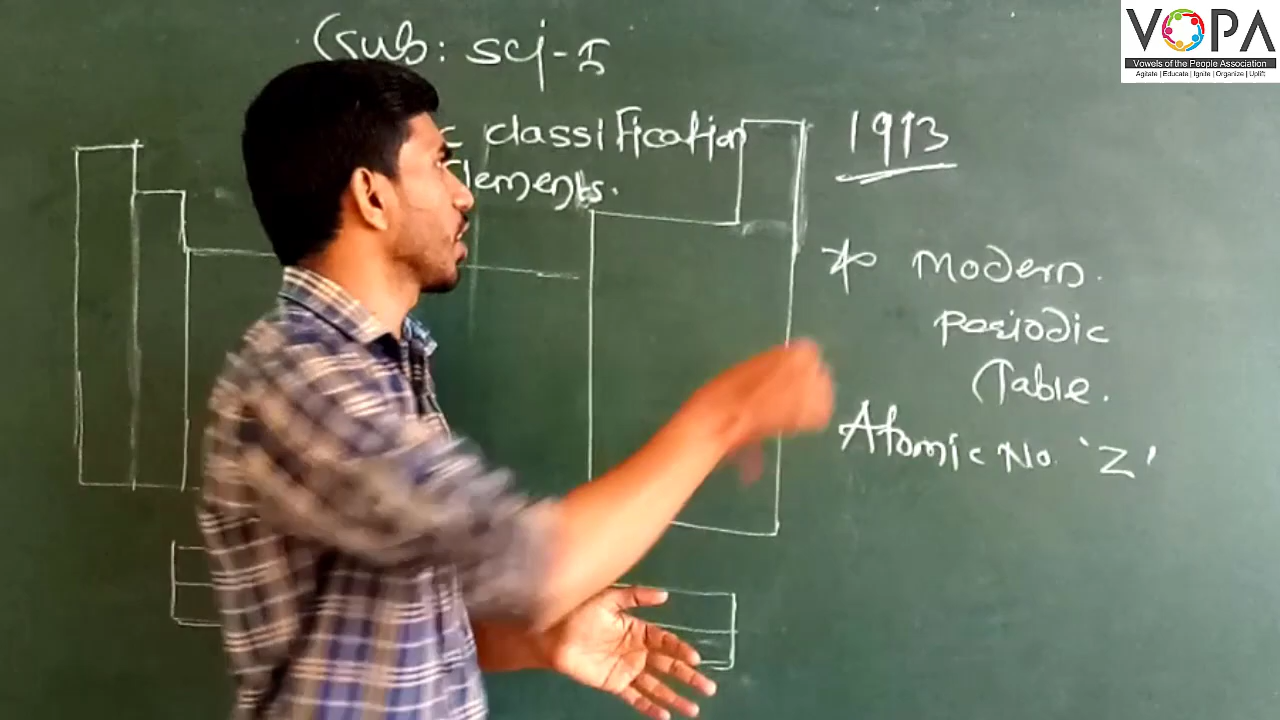 Sub: sci-I
c classification
Elements.
1913
* Modern.
Periodic
Table.
Atomic No. 'Z'
VOPA
Vowels of the People Association
Agitate | Educate | Ignite | Organize | Uplift